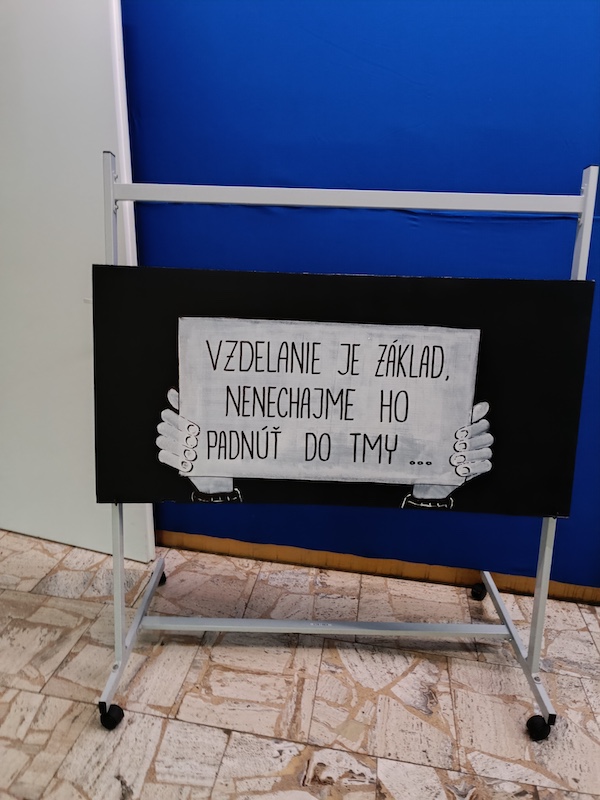 VZDELANIE JE ZÁKLAD,
NENECHAJME HO
PADNÚŤ DO TMY ...